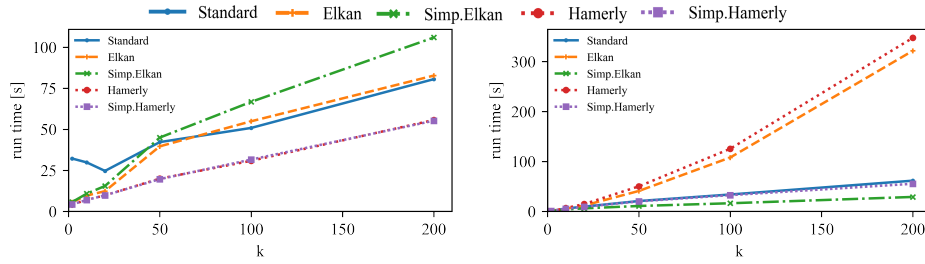 Standard Elkan Simp.Elkan Hamerly Simp.Hamerly
run time [s]
100
75
50
25
0
Standard
Elkan
Simp.Elkan
Hamerly
Simp.Hamerly
0 50 100 150 200
k
run time [s]
300
200
100
0
Standard
Elkan
Simp.Elkan
Hamerly
Simp.Hamerly
0 50 100 150 200
k